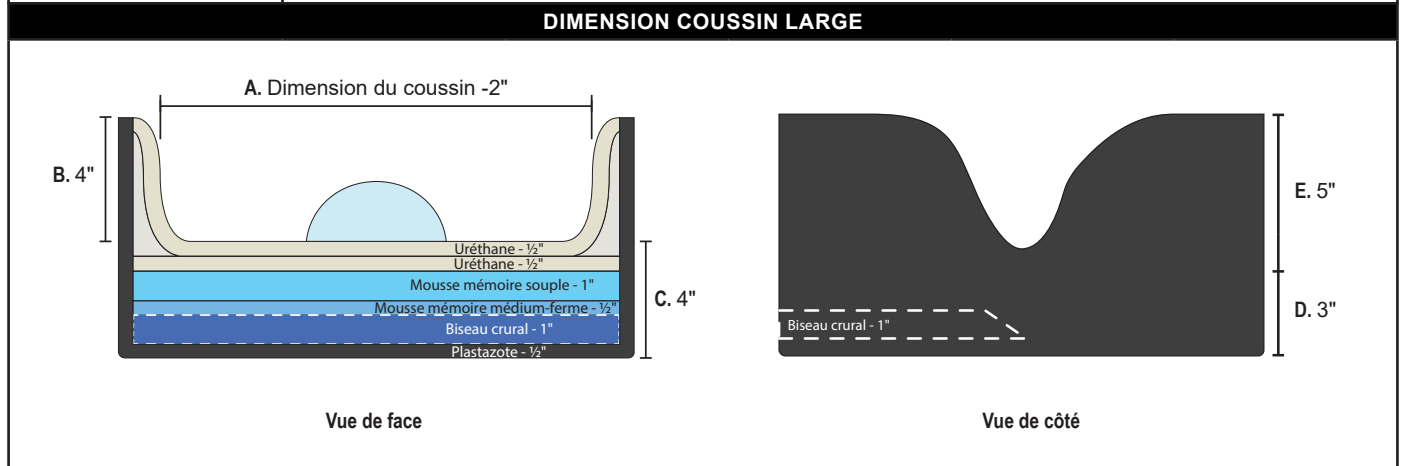 DIMENSION COUSSIN LARGE
A. Dimension du coussin -2"
B. 4"
Uréthane - ½"
Uréthane - ½"
Mousse mémoire souple - 1"
Mousse mémoire médium-ferme - ½"
Biseau crural - 1"
Plastazote - ½"
C. 4"
Vue de face
E. 5"
D. 3"
Biseau crural - 1"
Vue de côté